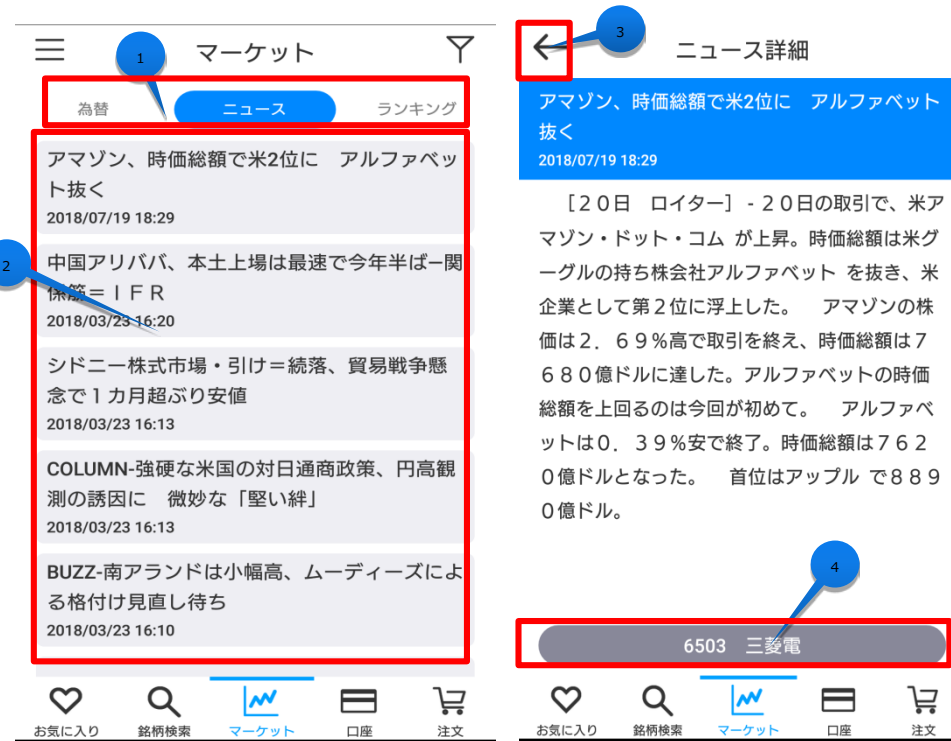 1
マーケット
為替
ニュース
ランキング
2
アマゾン、時価総額で米2位に　アルファベッ
ト抜く
2018/07/19 18:29
中国アリババ、本土上場は最速で今年半ば−関
係筋＝ＩＦＲ
2018/03/23 16:20
シドニー株式市場・引け＝続落、貿易戦争懸
念で１カ月超ぶり安値
2018/03/23 16:13
COLUMN-強硬な米国の対日通商政策、円高観
測の誘因に　微妙な「堅い絆」
2018/03/23 16:13
BUZZ-南アランドは小幅高、ムーディーズによ
る格付け見直し待ち
2018/03/23 16:10
お気に入り
銘柄検索
マーケット
口座
注文
3
ニュース詳細
アマゾン、時価総額で米2位に　アルファベット
抜く
2018/07/19 18:29
［２０日　ロイター］ - ２０日の取引で、米ア
マゾン・ドット・コム が上昇。時価総額は米グ
ーグルの持ち株会社アルファベット を抜き、米
企業として第２位に浮上した。　アマゾンの株
価は２．６９％高で取引を終え、時価総額は７
６８０億ドルに達した。アルファベットの時価
総額を上回るのは今回が初めて。　アルファベ
ットは０．３９％安で終了。時価総額は７６２
０億ドルとなった。　首位はアップル で８８９
０億ドル。
4
6503　三菱電
お気に入り
銘柄検索
マーケット
口座
注文